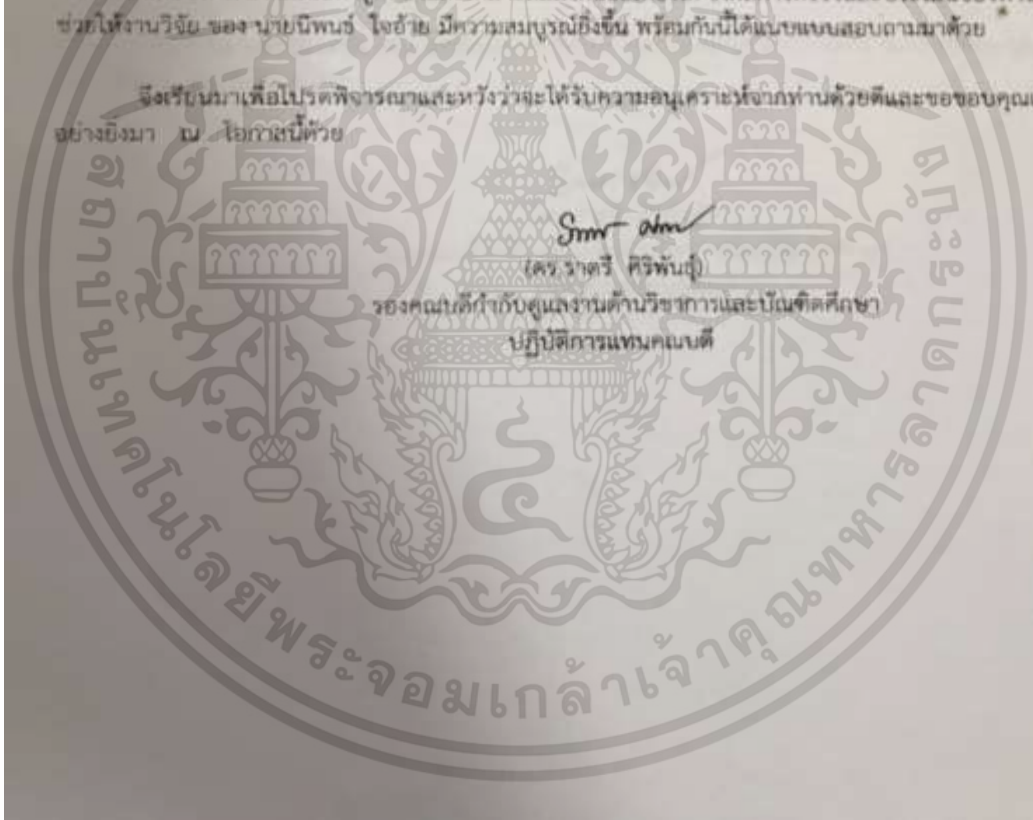 ช่วยให้งานวิจัย ของ นายนิพนธ์ ใจอ้าย มีความสมบูรณ์ยิ่งขึ้น พร้อมกันนี้ได้แนบแบบสอบถามมาด้วย
จึงเรียนมาเพื่อโปรดพิจารณาและหวังว่าจะได้รับความอนุเคราะห์จากท่านด้วยดีและขอขอบคุณ
อย่างยิ่งมา ณ โอกาสนี้ด้วย
(ดร.ราตรี ศิริพันธุ์)
รองคณบดีกำกับดูแลงานด้านวิชาการและบัณฑิตศึกษา
ปฏิบัติการแทนคณบดี
สถาบันเทคโนโลยีพระจอมเกล้าเจ้าคุณทหารลาดกระบัง